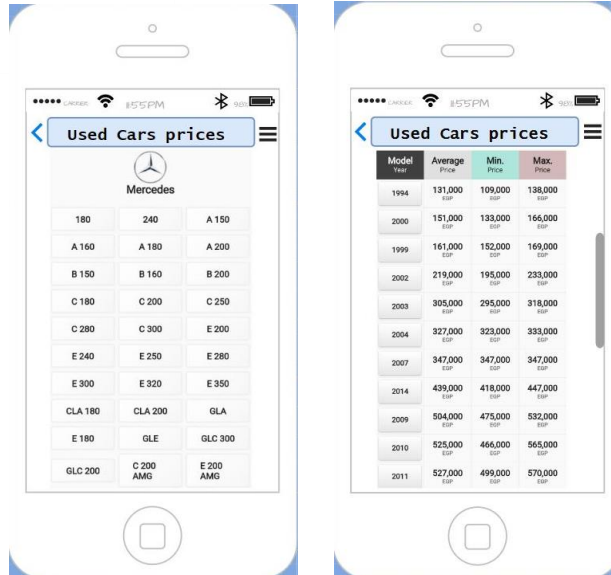 CARRIER 8:55PM 98%
Used Cars prices
Mercedes
180 240 A 150
A 160 A 180 A 200
B 150 B 160 B 200
C 180 C 200 C 250
C 280 C 300 E 200
E 240 E 250 E 280
E 300 E 320 E 350
CLA 180 CLA 200 GLA
E 180 GLE GLC 300
GLC 200 C 200 AMG E 200 AMG
CARRIER 8:55PM 98%
Used Cars prices
Model Average Min. Max.
Year Price Price Price
1994 131,000 109,000 138,000
EGP EGP EGP
2000 151,000 133,000 166,000
EGP EGP EGP
1999 161,000 152,000 169,000
EGP EGP EGP
2002 219,000 195,000 233,000
EGP EGP EGP
2003 305,000 295,000 318,000
EGP EGP EGP
2004 327,000 323,000 333,000
EGP EGP EGP
2007 347,000 347,000 347,000
EGP EGP EGP
2014 439,000 418,000 447,000
EGP EGP EGP
2009 504,000 475,000 532,000
EGP EGP EGP
2010 525,000 466,000 565,000
EGP EGP EGP
2011 527,000 499,000 570,000
EGP EGP EGP